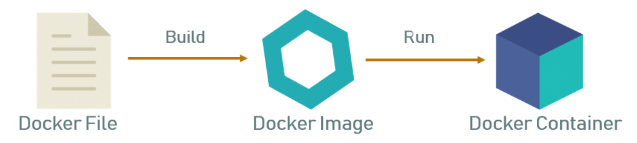 Build
Run
Docker File
Docker Image
Docker Container